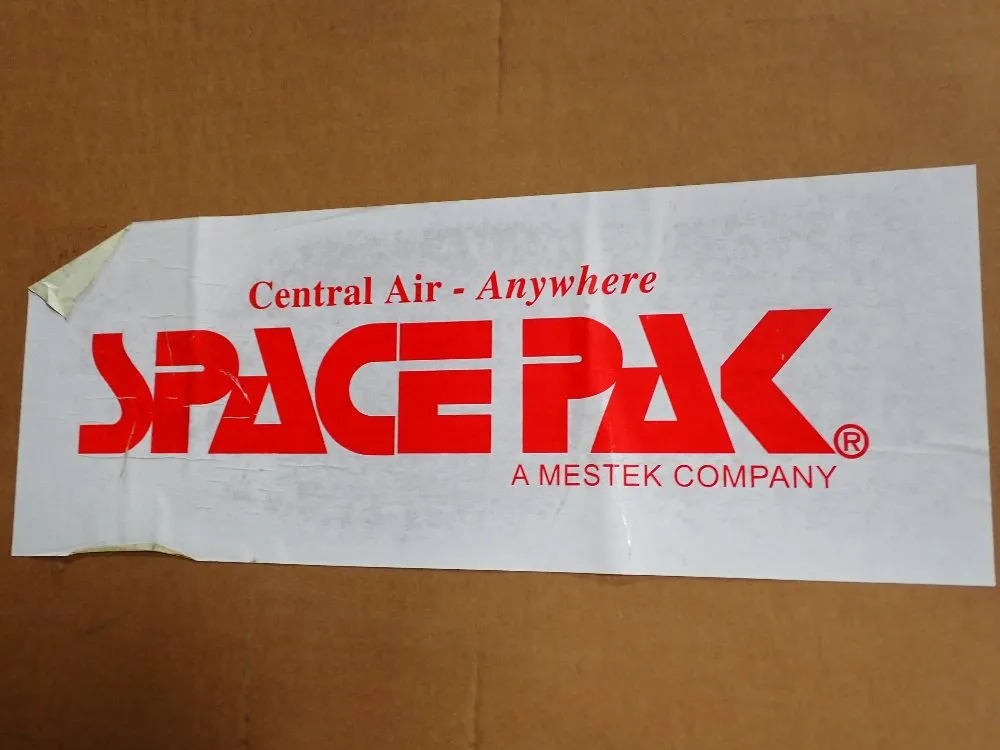 Central Air - Anywhere
SPACE PAK®
A MESTEK COMPANY